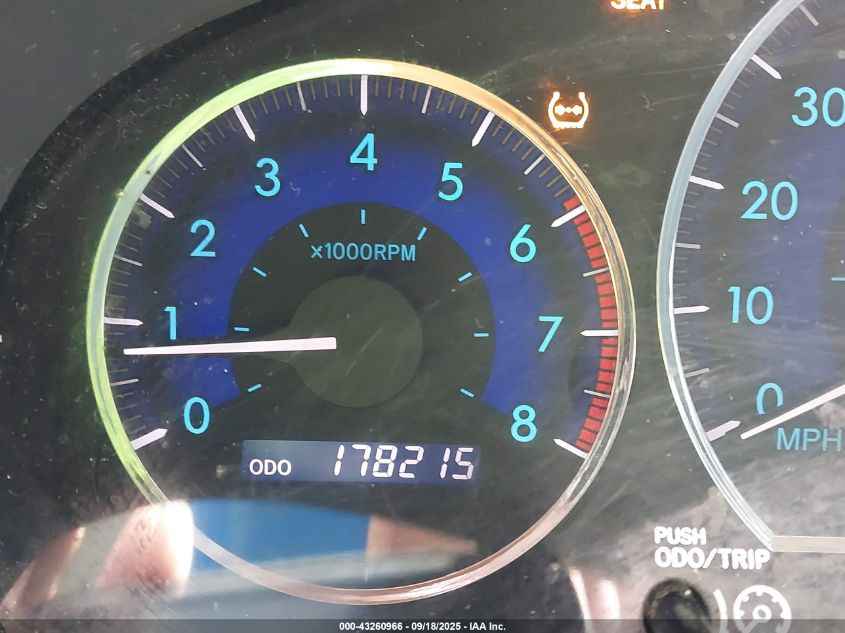 SEAT
4
3
5
2
6
×1000RPM
1
7
0
8
ODO 178215
30
20
10
0
MPH
PUSH
ODO/TRIP
000-43260966 - 09/18/2025 - IAA Inc.